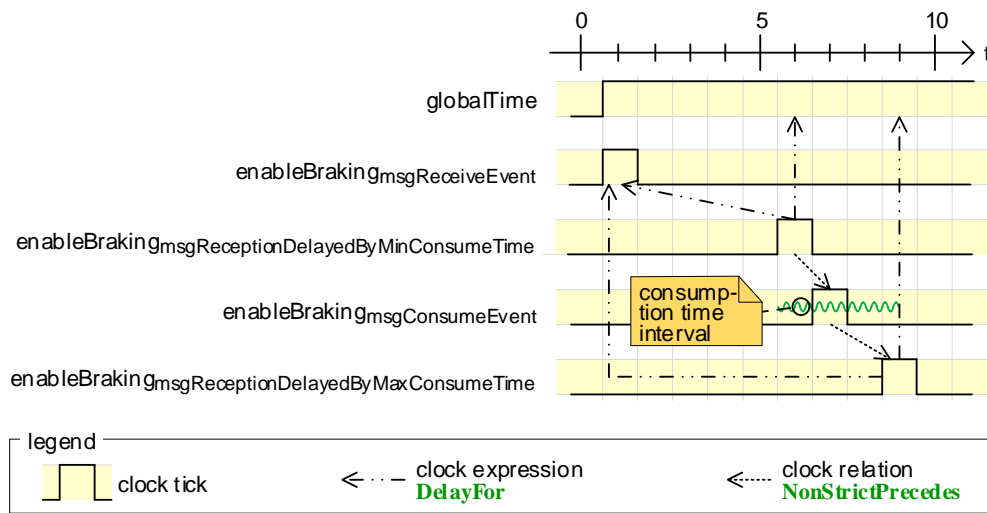 0 5 10
t
globalTime
enableBrakingmsgReceiveEvent
enableBrakingmsgReceptionDelayedByMinConsumeTime
consump-
tion time
interval
enableBrakingmsgConsumeEvent
enableBrakingmsgReceptionDelayedByMaxConsumeTime
legend
clock tick
clock expression
DelayFor
clock relation
NonStrictPrecedes